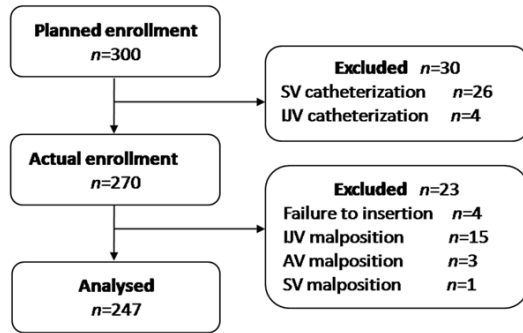 Planned enrollment
n=300
Excluded n=30
SV catheterization n=26
IJV catheterization n=4
Actual enrollment
n=270
Excluded n=23
Failure to insertion n=4
IJV malposition n=15
AV malposition n=3
SV malposition n=1
Analysed
n=247